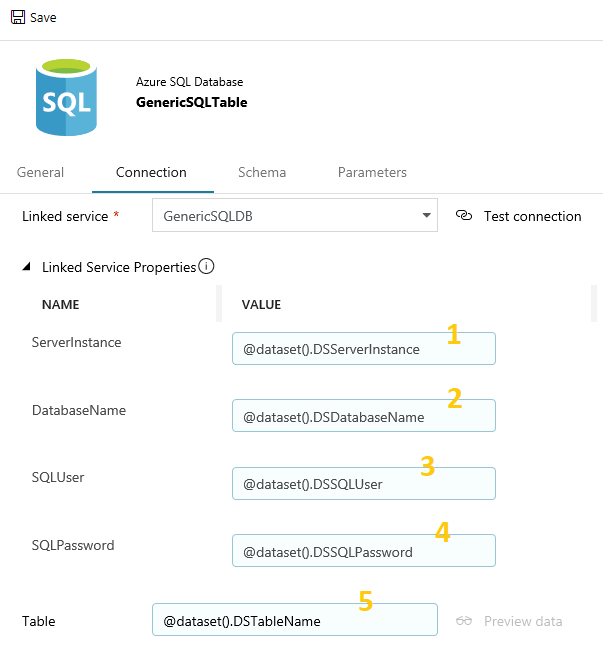 Save
SQL
Azure SQL Database
GenericSQLTable
General Connection Schema Parameters
Linked service * GenericSQLDB Test connection
Linked Service Properties i
NAME VALUE
1
ServerInstance @dataset().DSServerInstance
2
DatabaseName @dataset().DSDatabaseName
3
SQLUser @dataset().DSSQLUser
4
SQLPassword @dataset().DSSQLPassword
5
Table @dataset().DSTableName Preview data